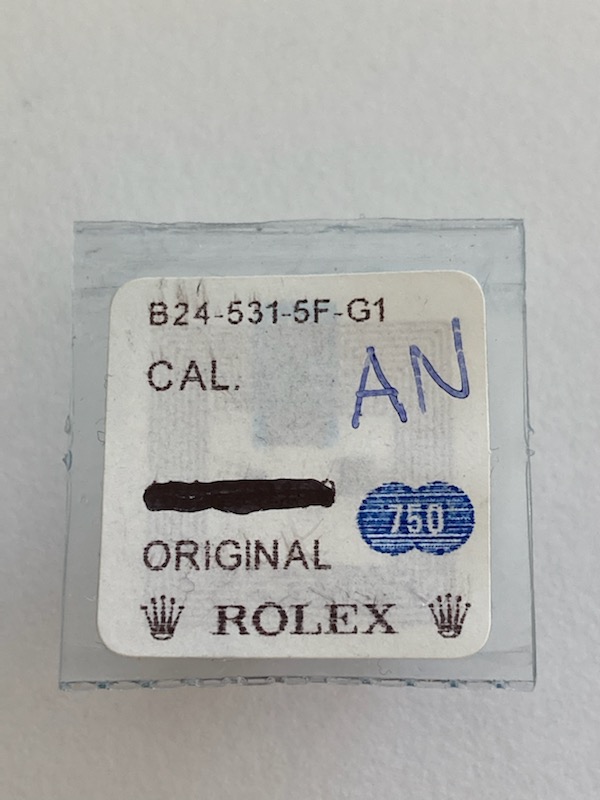 B24-531-5F-G1
CAL.
AN
750
ORIGINAL
ROLEX